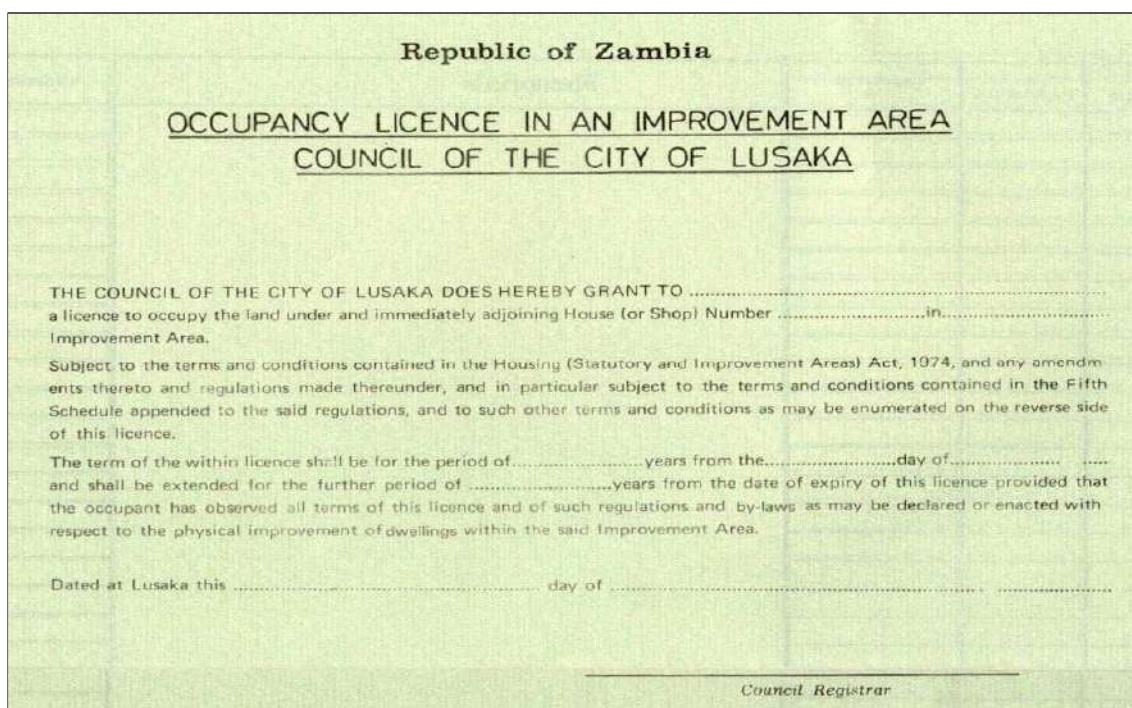 Republic of Zambia
OCCUPANCY LICENCE IN AN IMPROVEMENT AREA
COUNCIL OF THE CITY OF LUSAKA
THE COUNCIL OF THE CITY OF LUSAKA DOES HEREBY GRANT TO ........................................
a licence to occupy the land under and immediately adjoining House (or Shop) Number ........................in........................
Improvement Area.
Subject to the terms and conditions contained in the Housing (Statutory and Improvement Areas) Act, 1974, and any amendm
ents thereto and regulations made thereunder, and in particular subject to the terms and conditions contained in the Fifth
Schedule appended to the said regulations, and to such other terms and conditions as may be enumerated on the reverse side
of this licence.
The term of the within licence shall be for the period of........................years from the........................day of.................... .....
and shall be extended for the further period of ........................years from the date of expiry of this licence provided that
the occupant has observed all terms of this licence and of such regulations and by-laws as may be declared or enacted with
respect to the physical improvement of dwellings within the said Improvement Area.
Dated at Lusaka this ........................................ day of ........................................ ....................
Council Registrar